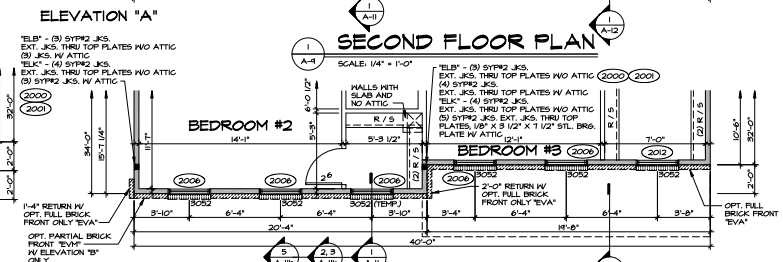 ELEVATION "A"
"ELB" - (3) SYP#2 JKS.
EXT. JKS. THRU TOP PLATES W/O ATTIC
(3) JKS. W/ ATTIC
"ELK" - (4) SYP#2 JKS.
EXT. JKS. THRU TOP PLATES W/O ATTIC
(3) SYP#2 JKS. W/ ATTIC
2000
2001
32'-0"
2'-0"
2'-0"
34'-0"
15'-7 1/4"
11'-7"
1
A-11
1
A-12
1
A-9
SECOND FLOOR PLAN
SCALE: 1/4" = 1'-0"
WALLS WITH
SLAB AND
NO ATTIC
6'-0 1/2"
5'-3"
R / S
"ELB" - (3) SYP#2 JKS.
EXT. JKS. THRU TOP PLATES W/O ATTIC
2000
2001
(4) SYP#2 JKS.
EXT. JKS. THRU TOP PLATES W/ ATTIC
"ELK" - (4) SYP#2 JKS.
EXT. JKS. THRU TOP PLATES W/O ATTIC
(5) SYP#2 JKS. EXT. JKS. THRU TOP
PLATES, 1/8" X 3 1/2" X 7 1/2" STL. BRG.
PLATE W/ ATTIC
R / S
(2) R / S
BEDROOM #2
14'-1"
5'-3 1/2"
12'-1"
7'-0"
10'-6"
32'-0"
2'-0"
(2) R / S
BEDROOM #3
2006
2012
2006
2006
2 6
2006
2006
3052
3052
3052 (TEMP.)
3052
3052
3052
1'-4" RETURN W/
OPT. FULL BRICK
FRONT ONLY "EVA"
2'-0" RETURN W/
OPT. FULL BRICK
FRONT ONLY "EVA"
OPT. FULL
BRICK FRONT
"EVA"
3'-10"
6'-4"
6'-4"
3'-10"
3'-4"
6'-4"
6'-4"
3'-8"
OPT. PARTIAL BRICK
FRONT "EVM"
W/ ELEVATION "B"
ONLY
20'-4"
19'-8"
40'-0"
5
2, 3
1